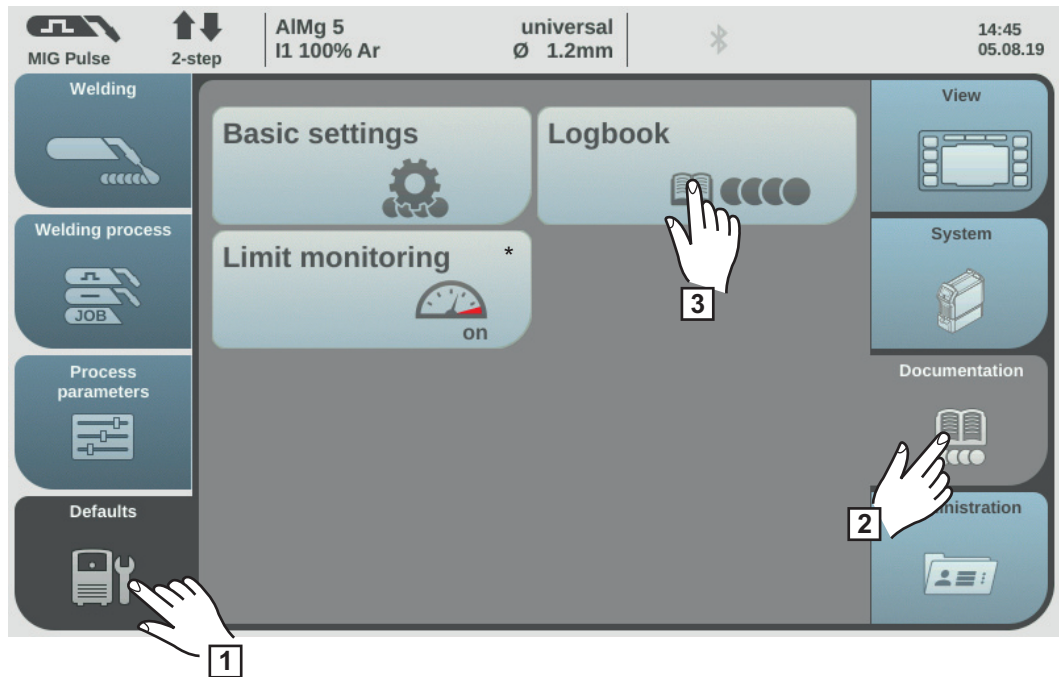 MIG Pulse
2-step
AlMg 5
I1 100% Ar
universal
Ø 1.2mm
14:45
05.08.19
Welding
Welding process
JOB
Process
parameters
Defaults
1
Basic settings
Logbook
3
Limit monitoring *
on
View
System
Documentation
2
nistration